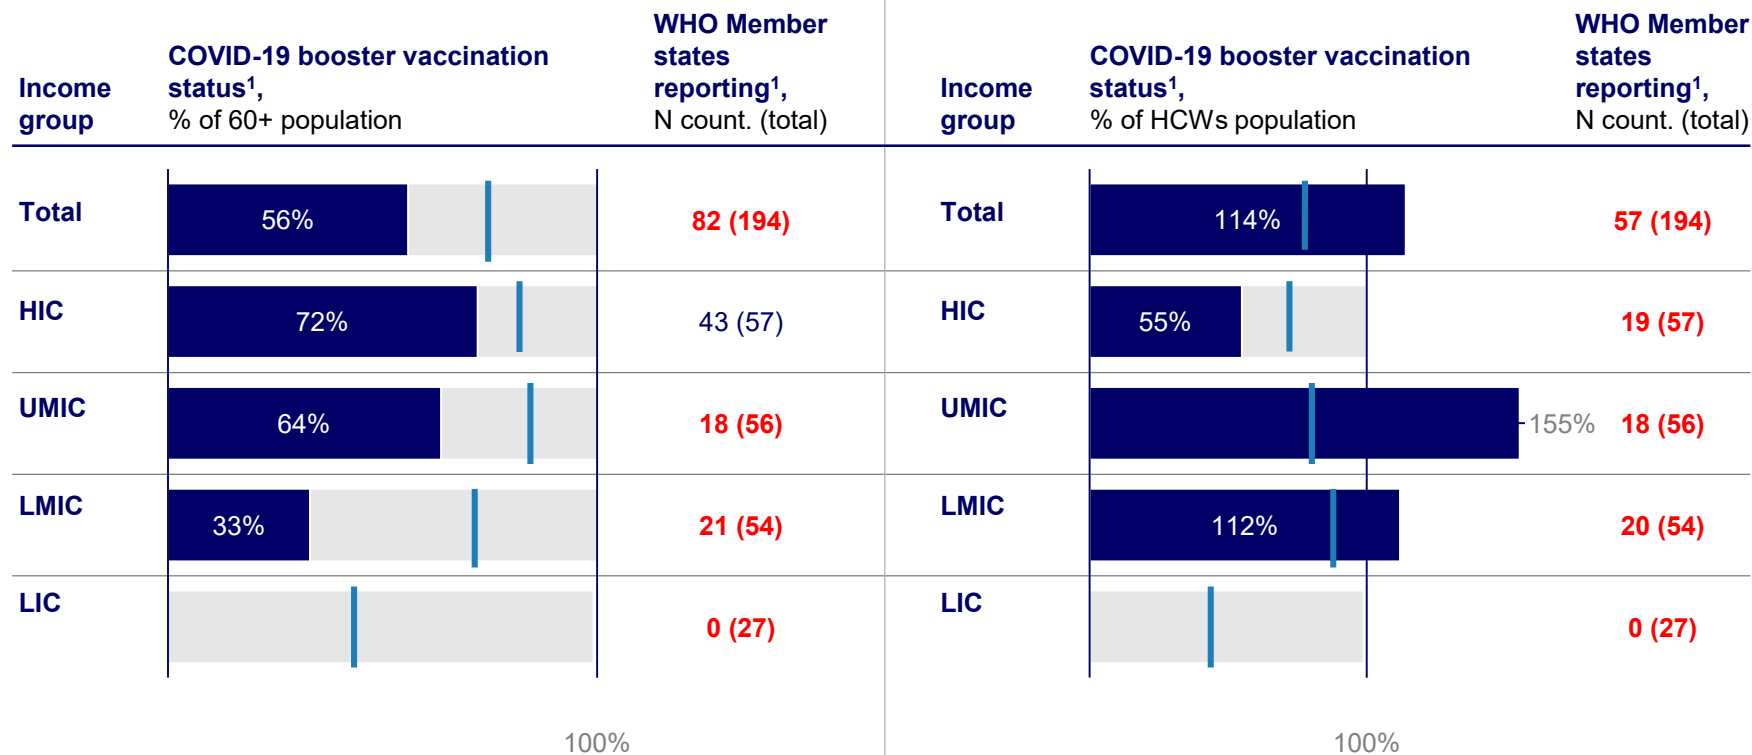 Income
group
COVID-19 booster vaccination
status¹,
% of 60+ population
WHO Member
states
reporting¹,
N count. (total)
Total
56%
82 (194)
HIC
72%
43 (57)
UMIC
64%
18 (56)
LMIC
33%
21 (54)
LIC
0 (27)
100%
Income
group
COVID-19 booster vaccination
status¹,
% of HCWs population
WHO Member
states
reporting¹,
N count. (total)
Total
114%
57 (194)
HIC
55%
19 (57)
UMIC
155%
18 (56)
LMIC
112%
20 (54)
LIC
0 (27)
100%